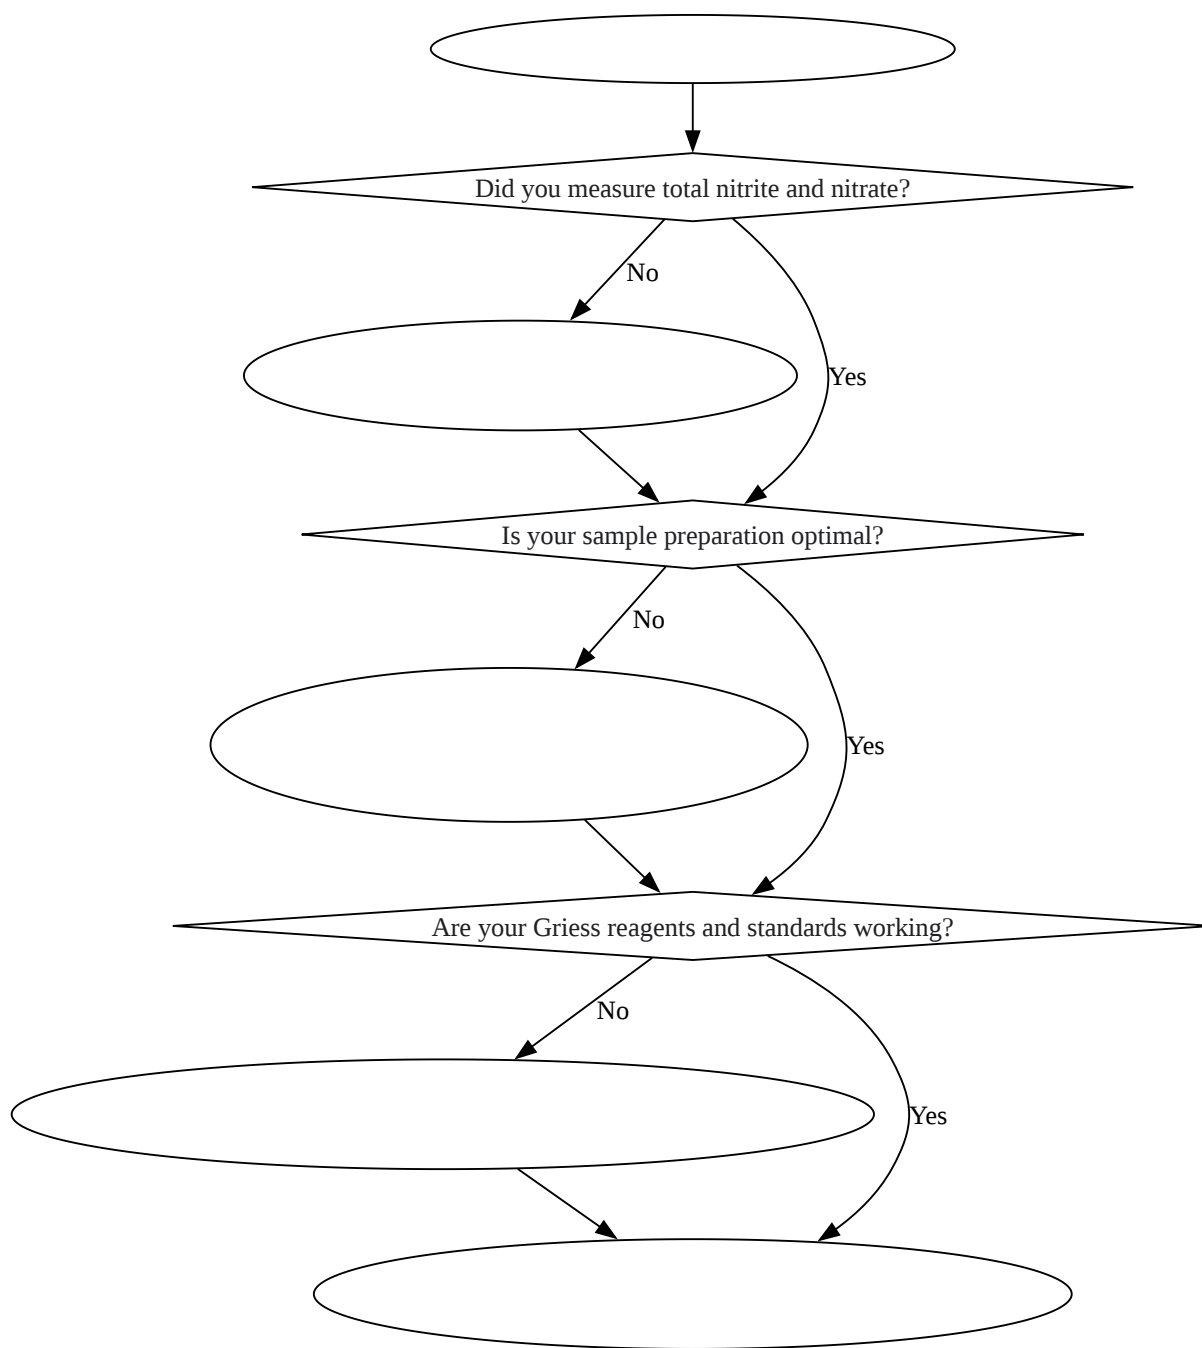 Did you measure total nitrite and nitrate?
No
Yes
Is your sample preparation optimal?
No
Yes
Are your Griess reagents and standards working?
No
Yes